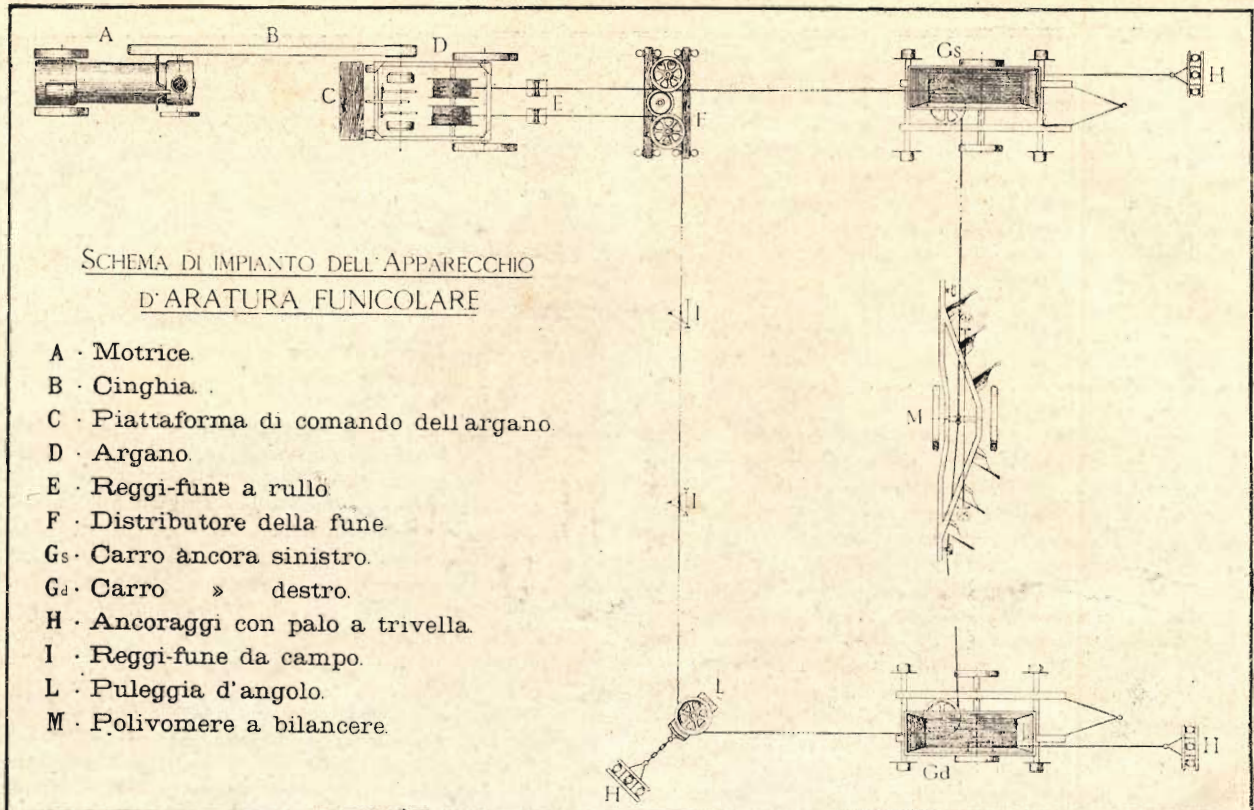 A
B
D
Gs
H
C
E
F
SCHEMA DI IMPIANTO DELL'APPARECCHIO
D'ARATURA FUNICOLARE
I
A · Motrice.
B · Cinghia.
C · Piattaforma di comando dell'argano.
M
D · Argano.
E · Reggi-fune a rullo.
I
F · Distributore della fune.
Gs · Carro àncora sinistro.
Gd · Carro » destro.
H · Ancoraggi con palo a trivella.
I · Reggi-fune da campo.
L · Puleggia d'angolo.
L
M · Polivomere a bilancere.
H
Gd
H